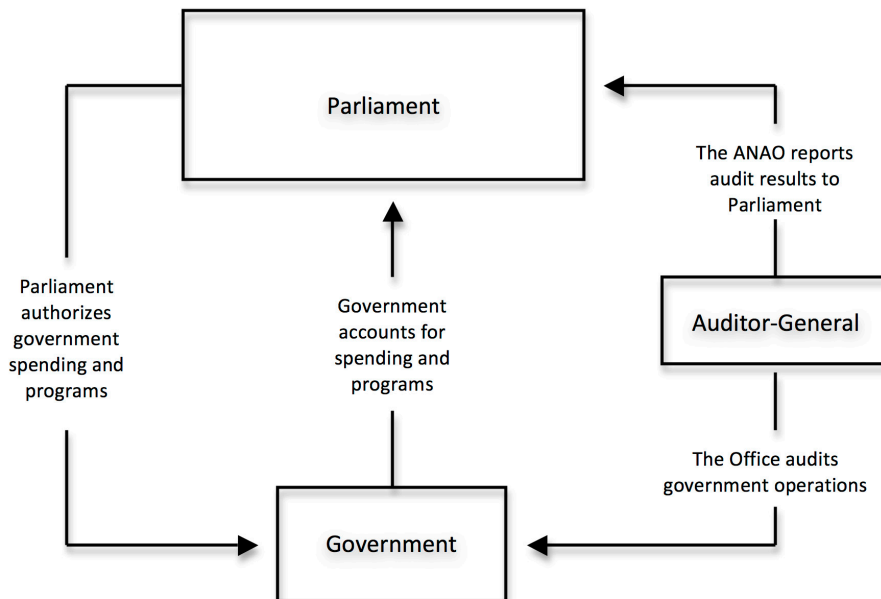 Parliament
The ANAO reports
audit results to
Parliament
Parliament
authorizes
government
spending and
programs
Government
accounts for
spending and
programs
Auditor-General
The Office audits
government operations
Government